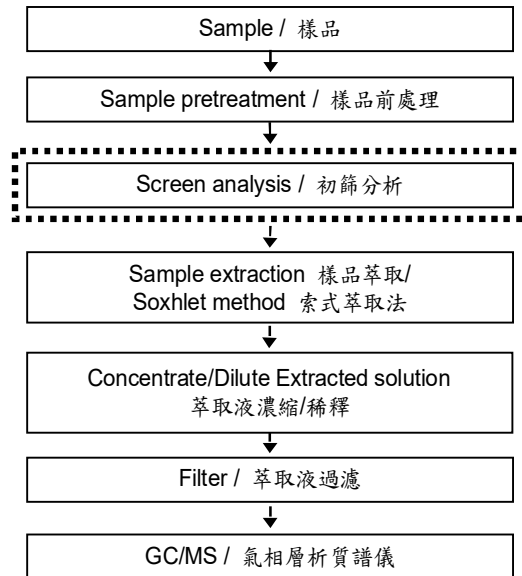 Sample / 樣品
Sample pretreatment / 樣品前處理
Screen analysis / 初篩分析
Sample extraction 樣品萃取/
Soxhlet method 索式萃取法
Concentrate/Dilute Extracted solution
萃取液濃縮/稀釋
Filter / 萃取液過濾
GC/MS / 氣相層析質譜儀